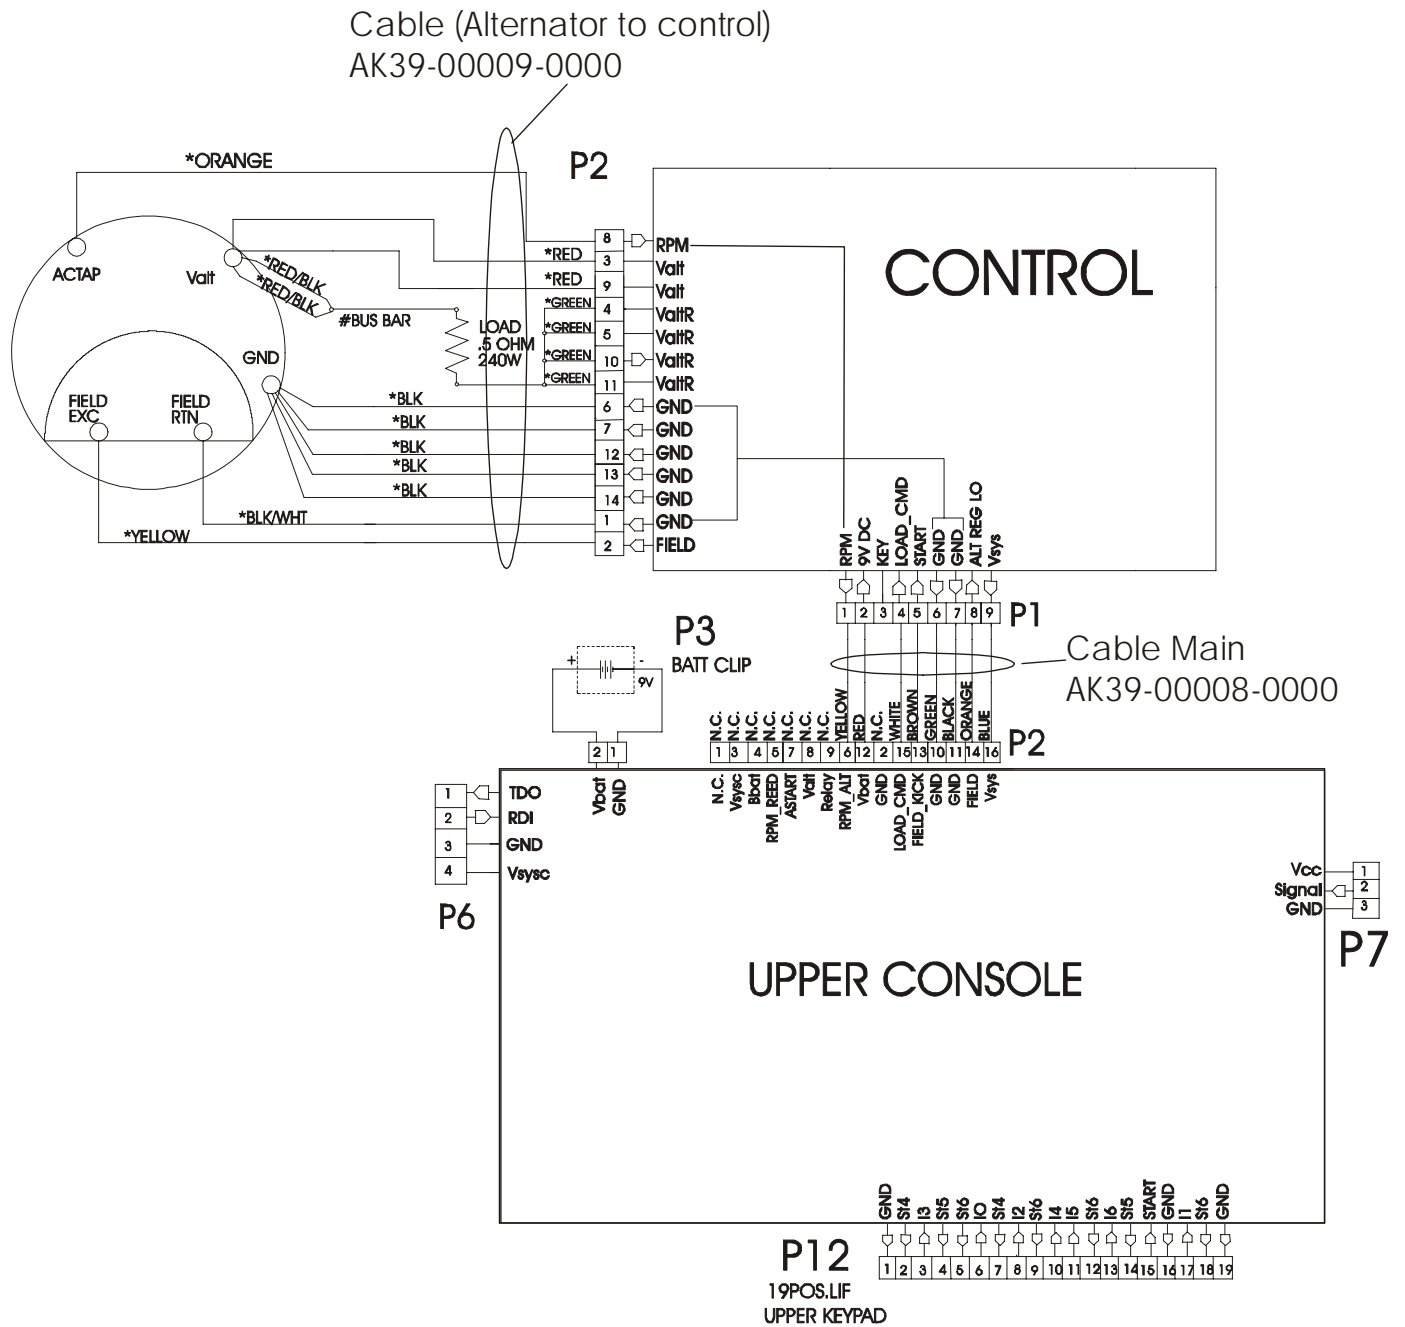 Cable (Alternator to control)
AK39-00009-0000
*ORANGE
P2
CONTROL
ACTAP
Valt
*RED/BLK
*RED/BLK
#BUS BAR
LOAD
.5 OHM
240W
GND
FIELD
EXC
FIELD
RTN
8 RPM
*RED 3 Valt
*RED 9 Valt
*GREEN 4 ValtR
*GREEN 5 ValtR
*GREEN 10 ValtR
*GREEN 11 ValtR
*BLK 6 GND
*BLK 7 GND
*BLK 12 GND
*BLK 13 GND
*BLK 14 GND
*BLK/WHT 1 GND
*YELLOW 2 FIELD
RPM
9V DC
KEY
LOAD_CMD
START
GND
GND
ALT REG LO
Vsys
1 2 3 4 5 6 7 8 9
P1
Cable Main
AK39-00008-0000
P3
BATT CLIP
+ -
9V
2 1
Vbat
GND
N.C.
N.C.
N.C.
N.C.
N.C.
N.C.
N.C.
YELLOW
RED
N.C.
WHITE
BROWN
GREEN
BLACK
ORANGE
BLUE
1 3 4 5 7 8 9 6 12 2 15 13 10 11 14 16
P2
N.C.
Vsysc
Bbat
RPM_REED
ASTART
Valt
Relay
RPM_ALT
Vbat
GND
LOAD_CMD
FIELD_KICK
GND
GND
FIELD
Vsys
1 TDO
2 RDI
3 GND
4 Vsysc
P6
Vcc 1
Signal 2
GND 3
P7
UPPER CONSOLE
GND
St4
I3
St5
St6
IO
St4
I2
St6
I4
I5
St6
I6
St5
START
GND
I1
St6
GND
1 2 3 4 5 6 7 8 9 10 11 12 13 14 15 16 17 18 19
P12
19POS.LIF
UPPER KEYPAD